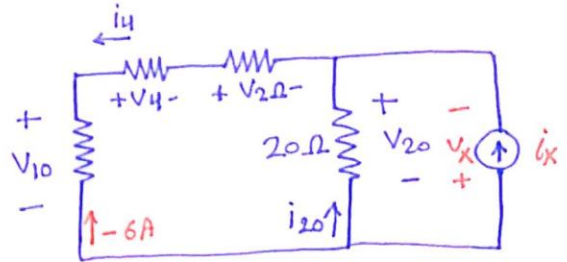 i4
+ V4 -
+ V2Ω -
+
V10
-
20Ω
+
V20
-
-
Vx
+
ix
-6A
i20